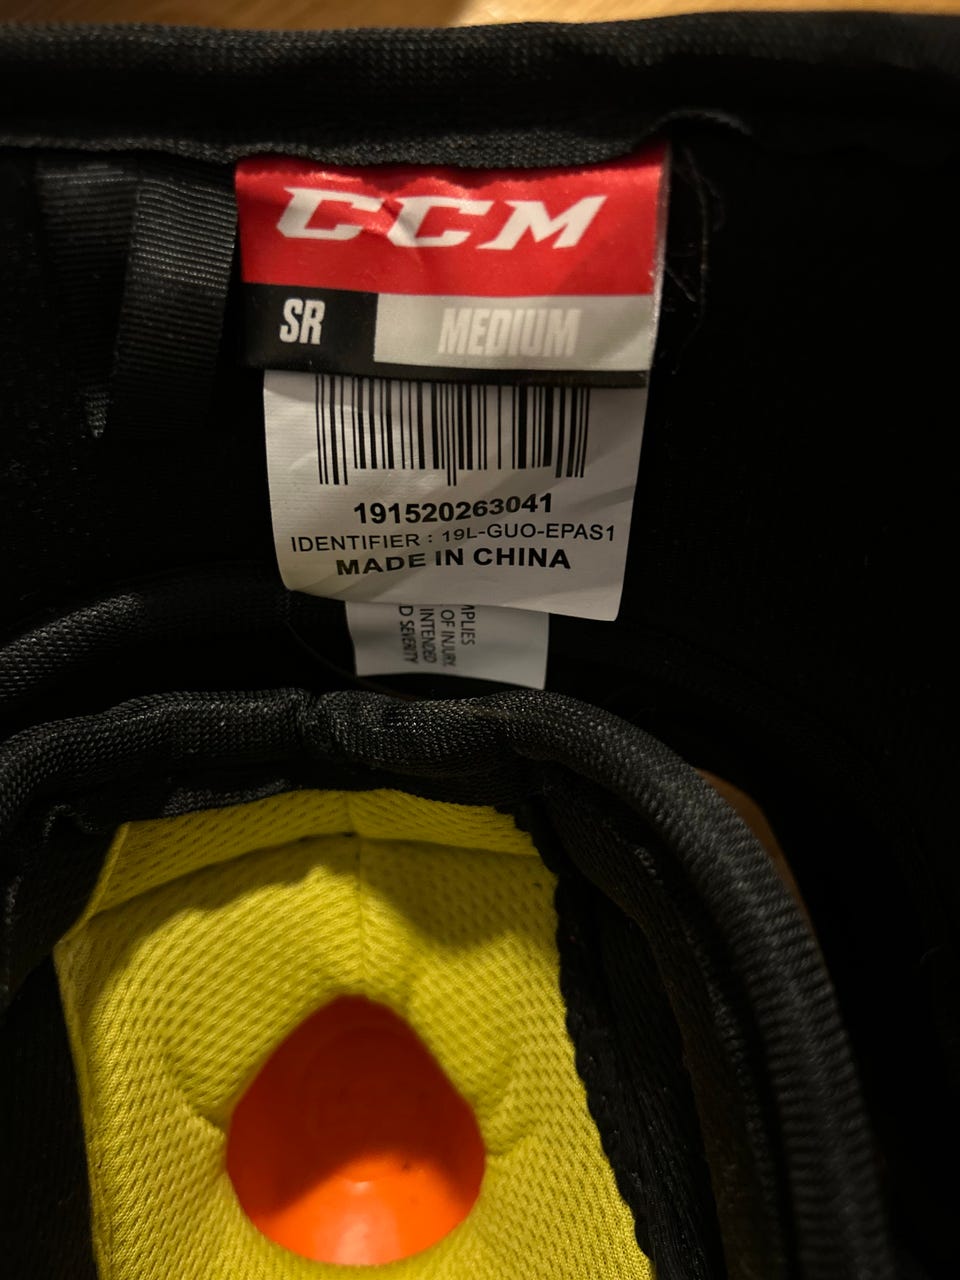 CCM
SR MEDIUM
191520263041
IDENTIFIER : 19L-GUO-EPAS1
MADE IN CHINA
MPLIES
OF INJURY.
INTENDED
D SEVERITY